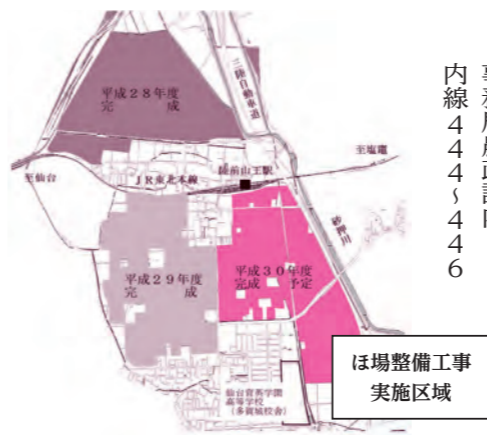 内線４４４～４４６
平成２８年度
完成
三陸自動車道
至仙台
ＪＲ東北本線
陸前山王駅
至塩竈
砂押川
平成２９年度
完成
平成３０年度
完成予定
仙台育英学園
高等学校
(多賀城校舎)
ほ場整備工事
実施区域